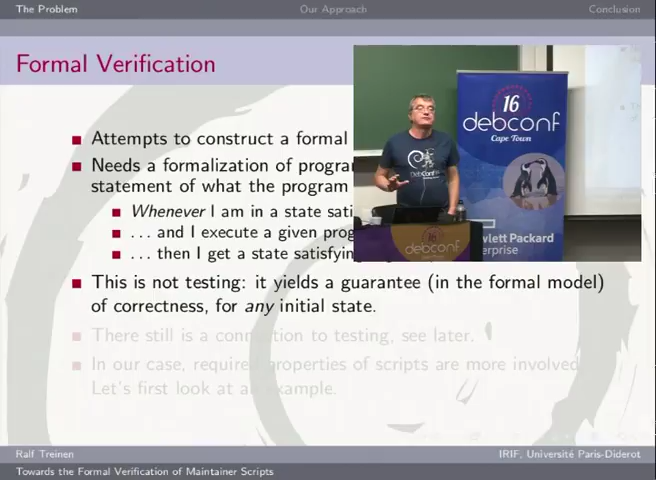 The Problem
Our Approach
Conclusion
Formal Verification
Attempts to construct a formal
Needs a formalization of progra
statement of what the program
Whenever I am in a state sati
... and I execute a given prog
... then I get a state satisfying
This is not testing: it yields a guarantee (in the formal model)
of correctness, for any initial state.
There still is a connection to testing, see later.
In our case, required properties of scripts are more involved.
Let's first look at an example.
16
debconf
Cape Town
wlett Packard
erprise
DebConf
debconf
Ralf Treinen
IRIF, Université Paris-Diderot
Towards the Formal Verification of Maintainer Scripts